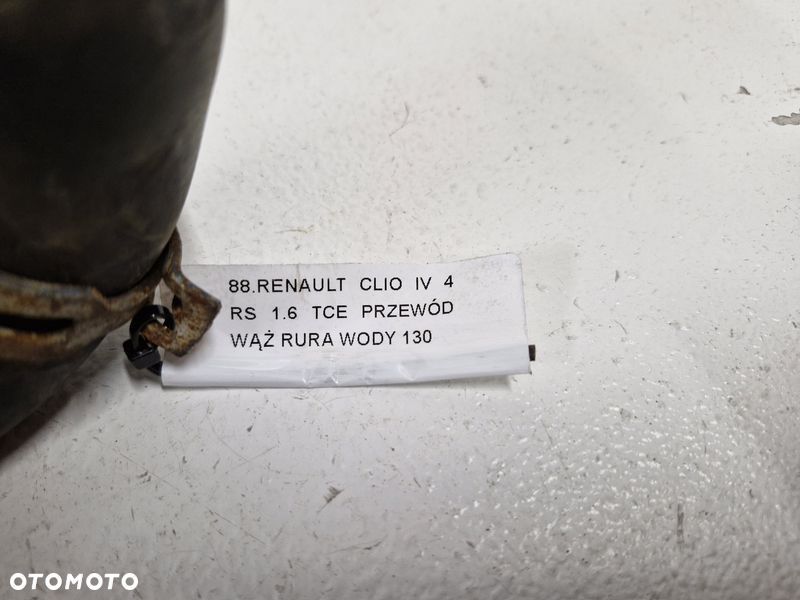 88.RENAULT CLIO IV 4
RS 1.6 TCE PRZEWÓD
WĄŻ RURA WODY 130
OTOMOTO